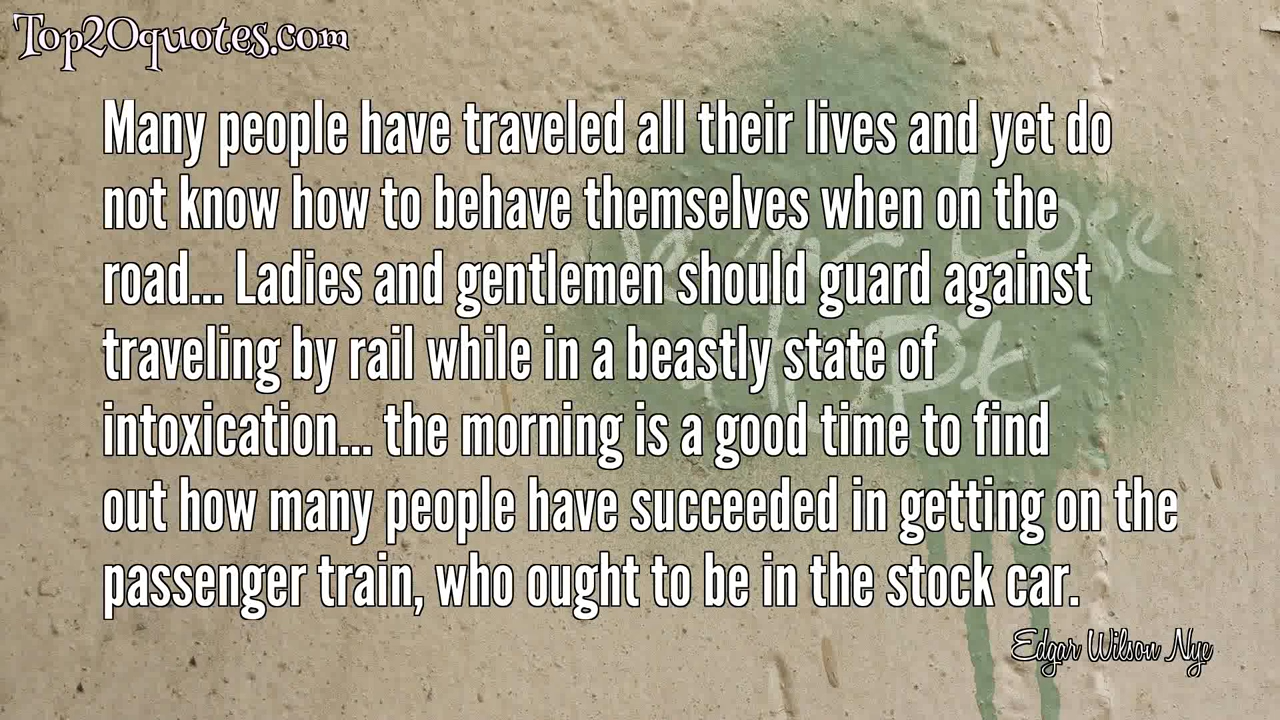 Top20quotes.com
Many people have traveled all their lives and yet do
not know how to behave themselves when on the
road... Ladies and gentlemen should guard against
traveling by rail while in a beastly state of
intoxication... the morning is a good time to find
out how many people have succeeded in getting on the
passenger train, who ought to be in the stock car.
Edgar Wilson Nye
Lose